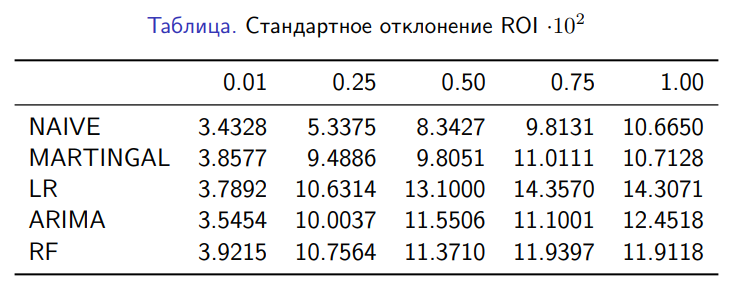 Таблица. Стандартное отклонение ROI ·10²
0.01 0.25 0.50 0.75 1.00
NAIVE 3.4328 5.3375 8.3427 9.8131 10.6650
MARTINGAL 3.8577 9.4886 9.8051 11.0111 10.7128
LR 3.7892 10.6314 13.1000 14.3570 14.3071
ARIMA 3.5454 10.0037 11.5506 11.1001 12.4518
RF 3.9215 10.7564 11.3710 11.9397 11.9118